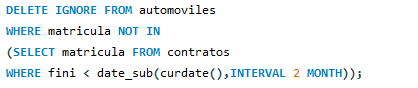 DELETE IGNORE FROM automoviles
WHERE matricula NOT IN
(SELECT matricula FROM contratos
WHERE fini < date_sub(curdate(),INTERVAL 2 MONTH));